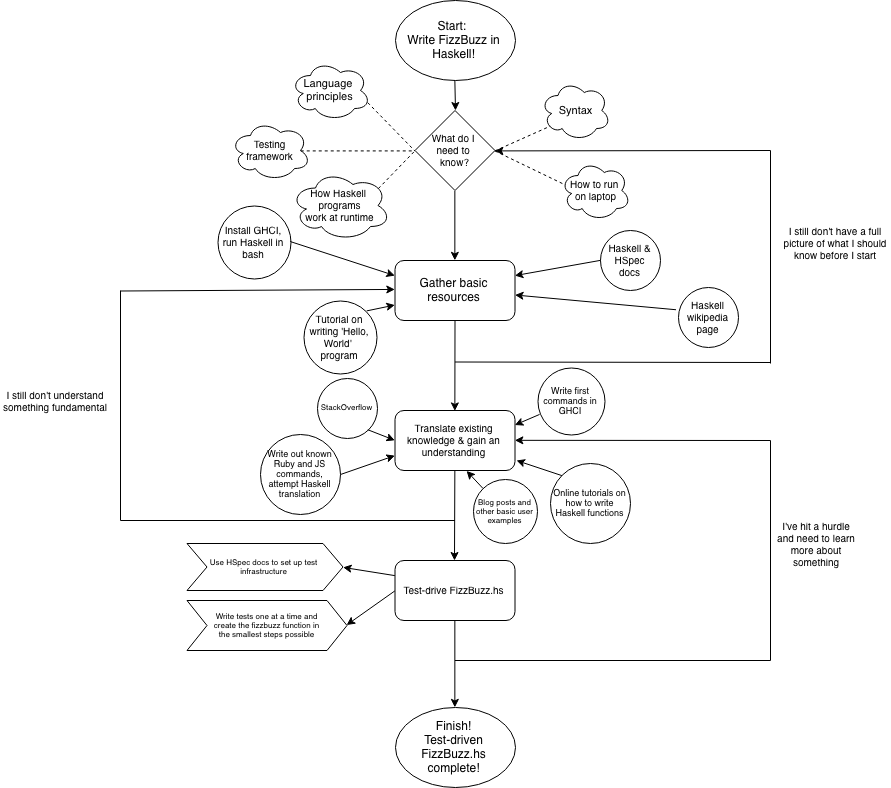 Start:
Write FizzBuzz in
Haskell!
Language
principles
Syntax
What do I
need to
know?
Testing
framework
How Haskell
programs
work at runtime
How to run
on laptop
Install GHCI,
run Haskell in
bash
I still don't have a full
picture of what I should
know before I start
Haskell &
HSpec
docs
Gather basic
resources
Haskell
wikipedia
page
Tutorial on
writing 'Hello,
World'
program
I still don't understand
something fundamental
StackOverflow
Write first
commands in
GHCI
Translate existing
knowledge & gain an
understanding
Write out known
Ruby and JS
commands,
attempt Haskell
translation
Blog posts and
other basic user
examples
Online tutorials on
how to write
Haskell functions
I've hit a hurdle
and need to learn
more about
something
Use HSpec docs to set up test
infrastructure
Test-drive FizzBuzz.hs
Write tests one at a time and
create the fizzbuzz function in
the smallest steps possible
Finish!
Test-driven
FizzBuzz.hs
complete!